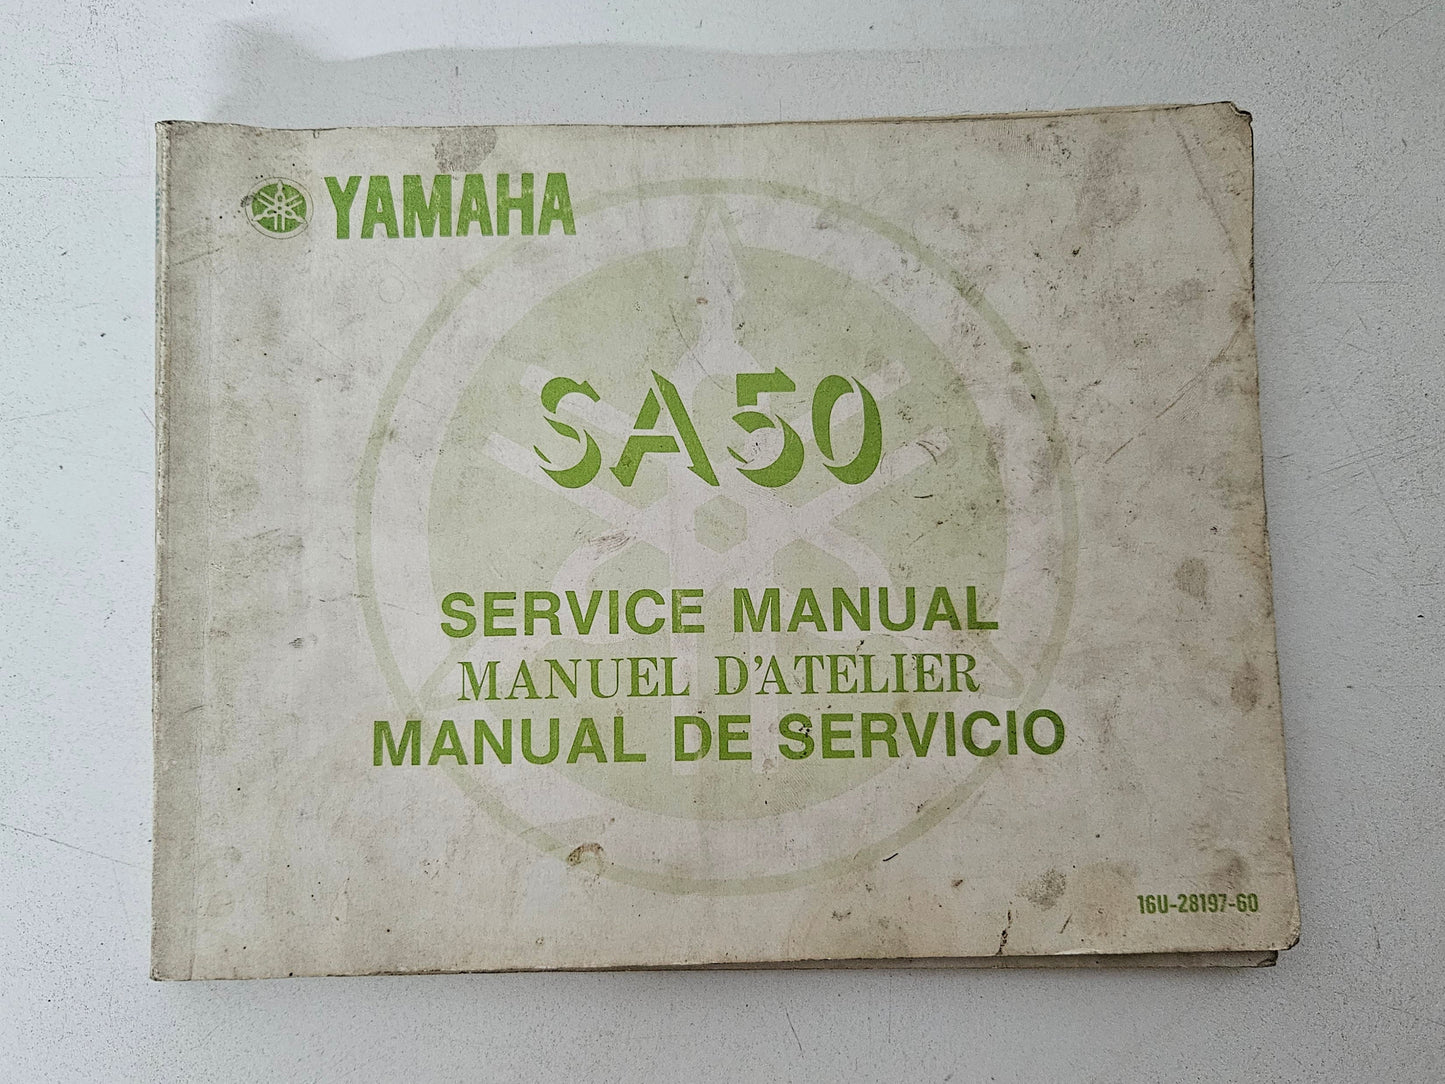 YAMAHA
SA50
SERVICE MANUAL
MANUEL D'ATELIER
MANUAL DE SERVICIO
16U-28197-60